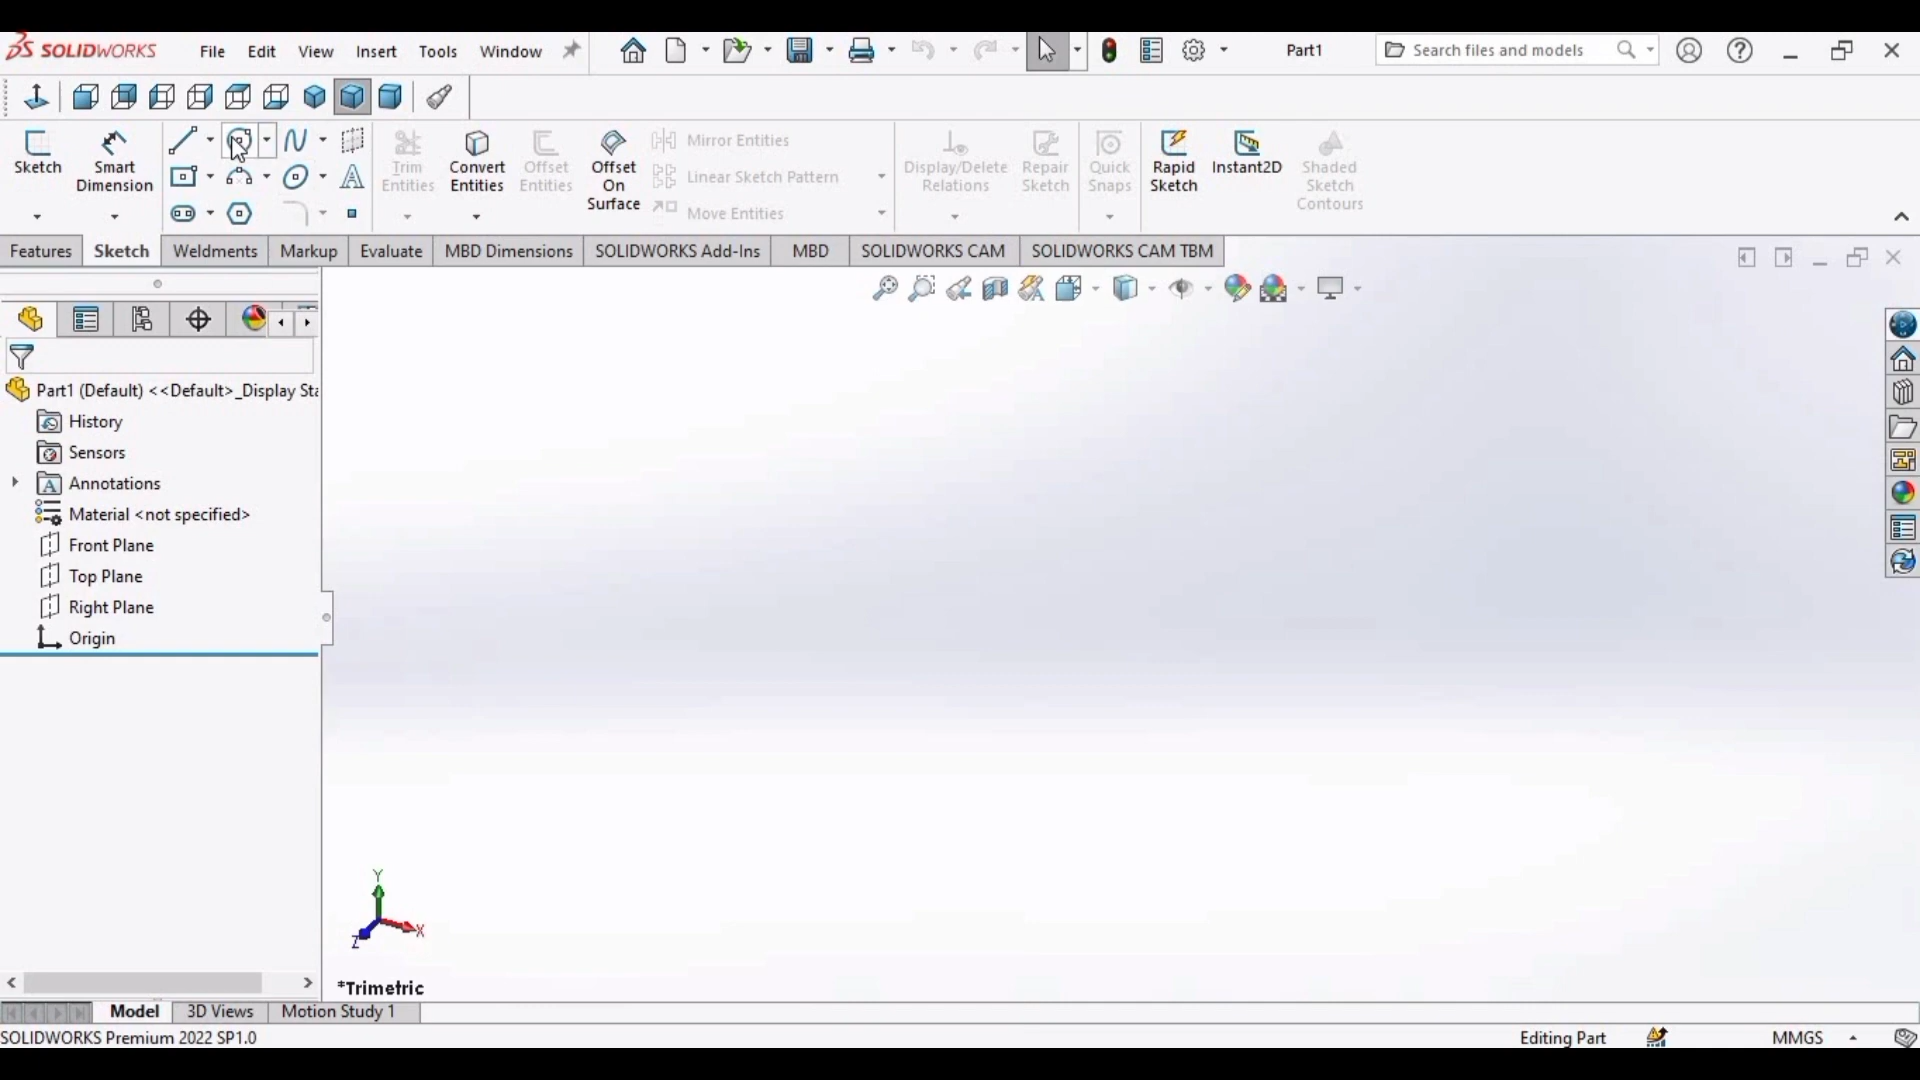 SOLIDWORKS File Edit View Insert Tools Window Part1 Search files and models
Sketch
Smart Dimension
Trim Entities
Convert Entities
Offset Entities
Offset On Surface
Mirror Entities
Linear Sketch Pattern
Move Entities
Display/Delete Relations
Repair Sketch
Quick Snaps
Rapid Sketch
Instant2D
Shaded Sketch Contours
Features Sketch Weldments Markup Evaluate MBD Dimensions SOLIDWORKS Add-Ins MBD SOLIDWORKS CAM SOLIDWORKS CAM TBM
Part1 (Default) <<Default>_Display Sta
History
Sensors
Annotations
Material <not specified>
Front Plane
Top Plane
Right Plane
Origin
Y
X
Z
*Trimetric
Model 3D Views Motion Study 1
SOLIDWORKS Premium 2022 SP1.0 Editing Part MMGS